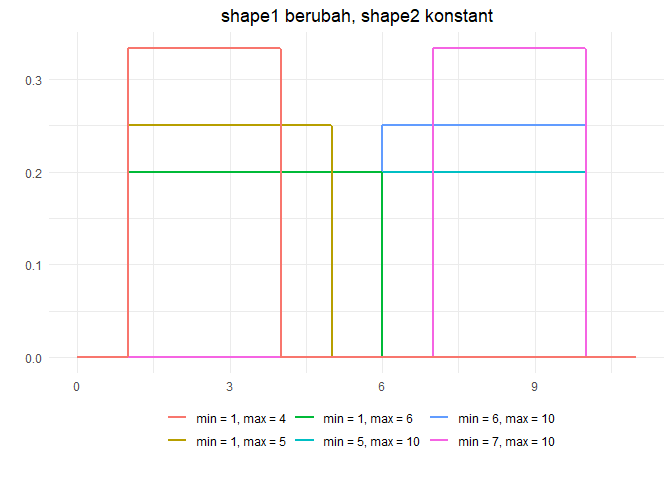 shape1 berubah, shape2 konstant
0.3
0.2
0.1
0.0
0 3 6 9
min = 1, max = 4 min = 1, max = 6 min = 6, max = 10
min = 1, max = 5 min = 5, max = 10 min = 7, max = 10